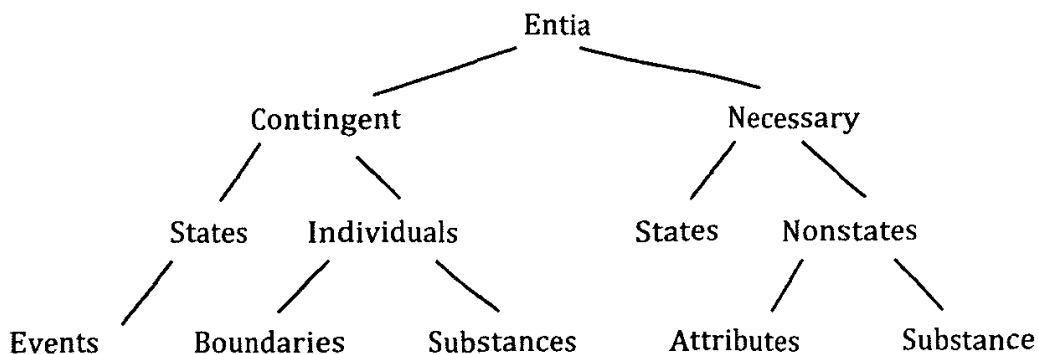 Entia
Contingent Necessary
States Individuals States Nonstates
Events Boundaries Substances Attributes Substance